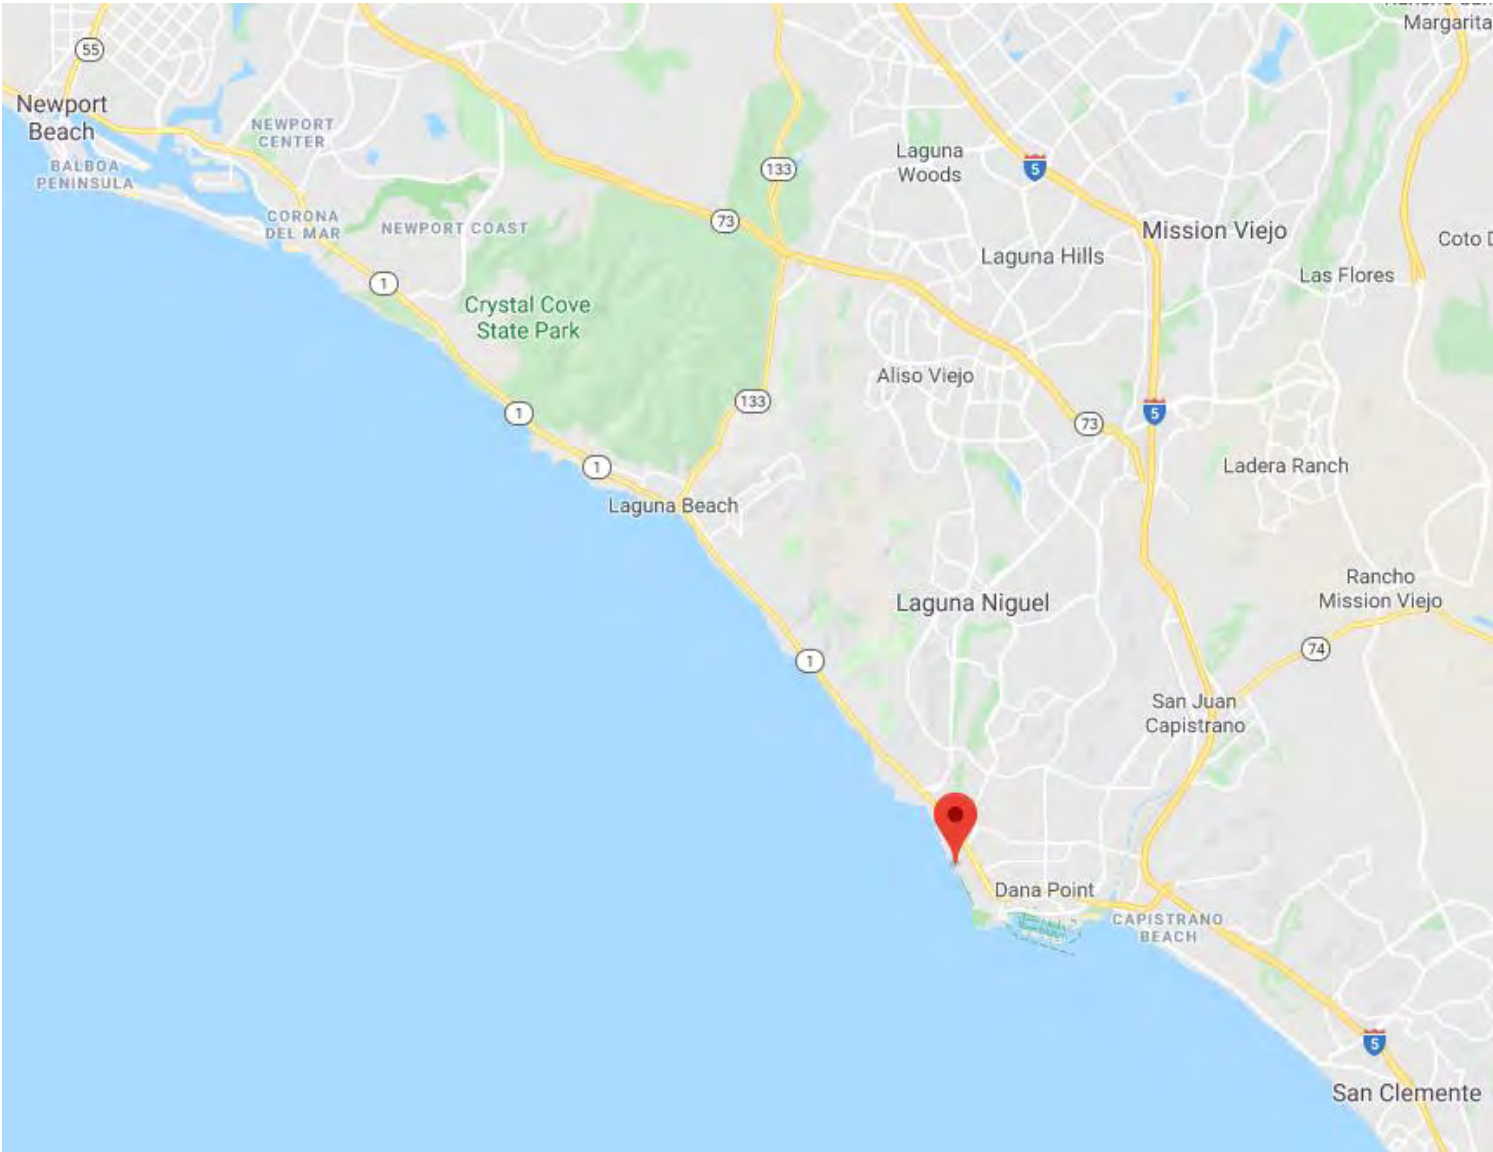 Margarita
55
Newport
Beach
NEWPORT
CENTER
BALBOA
PENINSULA
133
Laguna
Woods
5
CORONA
DEL MAR
NEWPORT COAST
73
Mission Viejo
Coto
Laguna Hills
Las Flores
1
Crystal Cove
State Park
Aliso Viejo
133
1
73
5
1
Ladera Ranch
Laguna Beach
Rancho
Mission Viejo
Laguna Niguel
1
74
San Juan
Capistrano
Dana Point
CAPISTRANO
BEACH
5
San Clemente